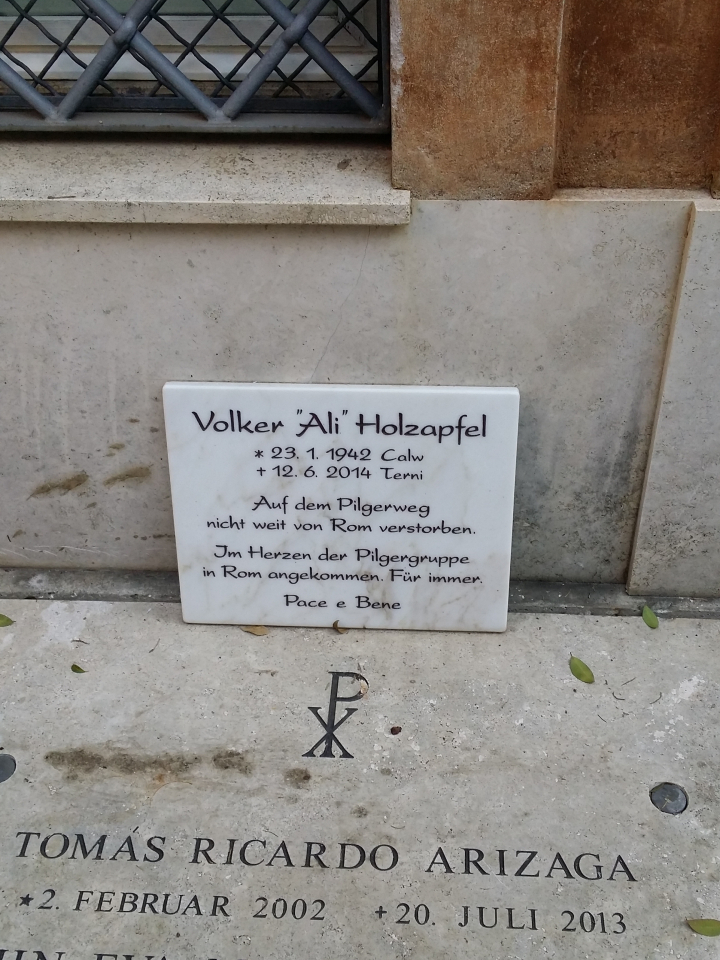 Volker "Ali" Holzapfel
* 23. 1. 1942 Calw
+ 12. 6. 2014 Terni
Auf dem Pilgerweg
nicht weit von Rom verstorben.
Im Herzen der Pilgergruppe
in Rom angekommen. Für immer.
Pace e Bene
TOMÁS RICARDO ARIZAGA
*2. FEBRUAR 2002 +20. JULI 2013